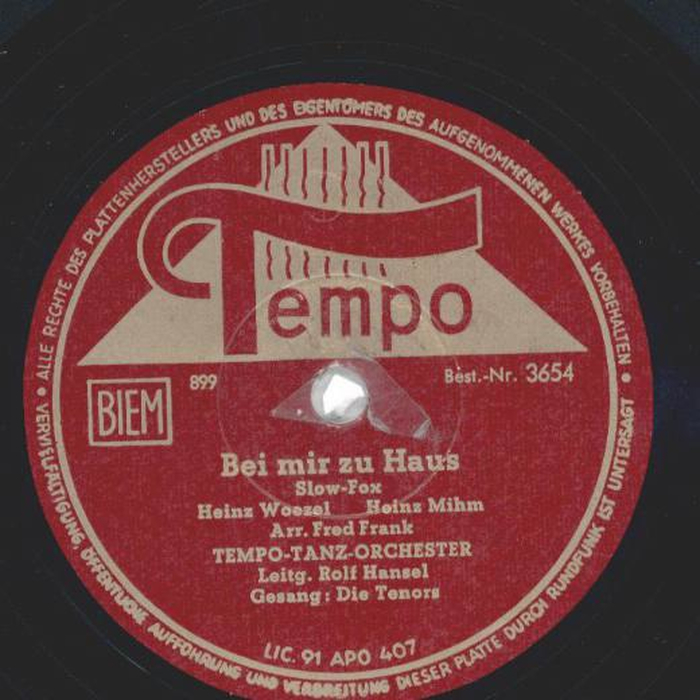 ALLE RECHTE DES PLATTENHERSTELLERS UND DES EIGENTÜMERS DES AUFGENOMMENEN WERKES VORBEHALTEN
Tempo
BIEM
899
Best.-Nr. 3654
Bei mir zu Haus
Slow-Fox
Heinz Woezel Heinz Mihm
Arr. Fred Frank
TEMPO-TANZ-ORCHESTER
Leitg. Rolf Hansel
Gesang: Die Tenors
LIC. 91 APO 407
VERVIELFÄLTIGUNG, ÖFFENTLICHE AUFFÜHRUNG UND VERBREITUNG DIESER PLATTE DURCH RUNDFUNK IST UNTERSAGT